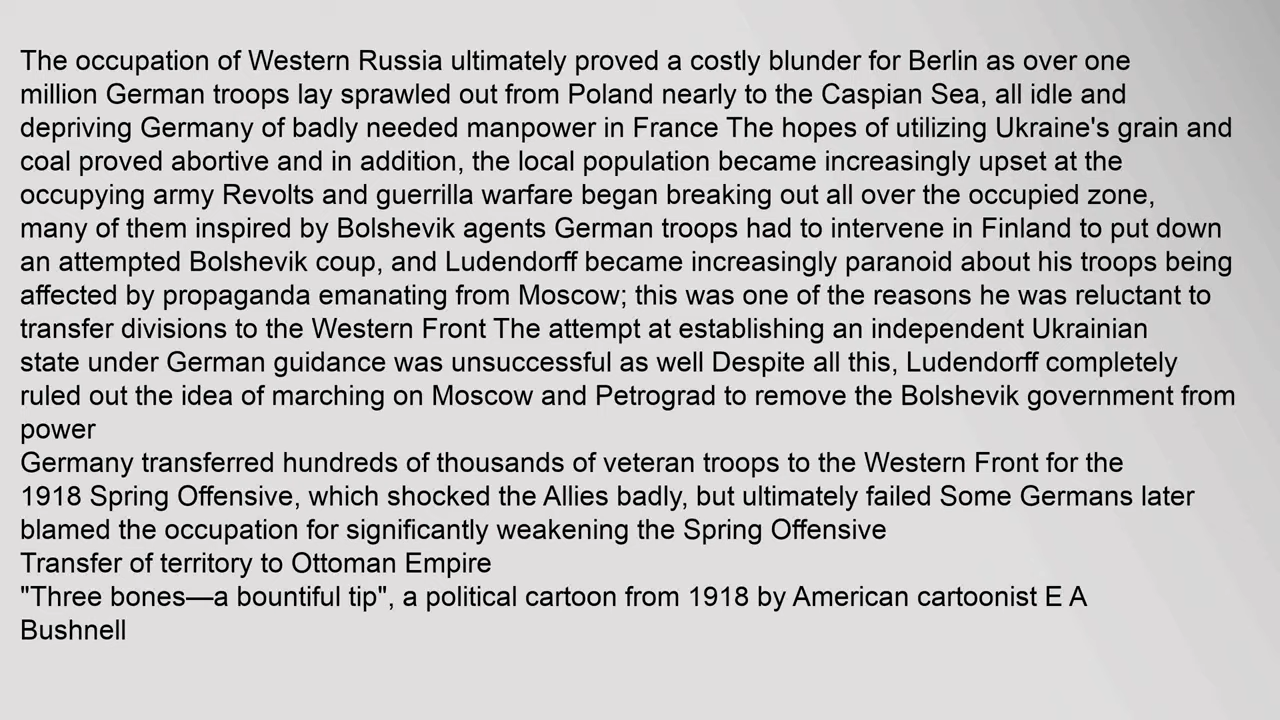 The occupation of Western Russia ultimately proved a costly blunder for Berlin as over one
million German troops lay sprawled out from Poland nearly to the Caspian Sea, all idle and
depriving Germany of badly needed manpower in France The hopes of utilizing Ukraine's grain and
coal proved abortive and in addition, the local population became increasingly upset at the
occupying army Revolts and guerrilla warfare began breaking out all over the occupied zone,
many of them inspired by Bolshevik agents German troops had to intervene in Finland to put down
an attempted Bolshevik coup, and Ludendorff became increasingly paranoid about his troops being
affected by propaganda emanating from Moscow; this was one of the reasons he was reluctant to
transfer divisions to the Western Front The attempt at establishing an independent Ukrainian
state under German guidance was unsuccessful as well Despite all this, Ludendorff completely
ruled out the idea of marching on Moscow and Petrograd to remove the Bolshevik government from
power
Germany transferred hundreds of thousands of veteran troops to the Western Front for the
1918 Spring Offensive, which shocked the Allies badly, but ultimately failed Some Germans later
blamed the occupation for significantly weakening the Spring Offensive
Transfer of territory to Ottoman Empire
"Three bones—a bountiful tip", a political cartoon from 1918 by American cartoonist E A
Bushnell